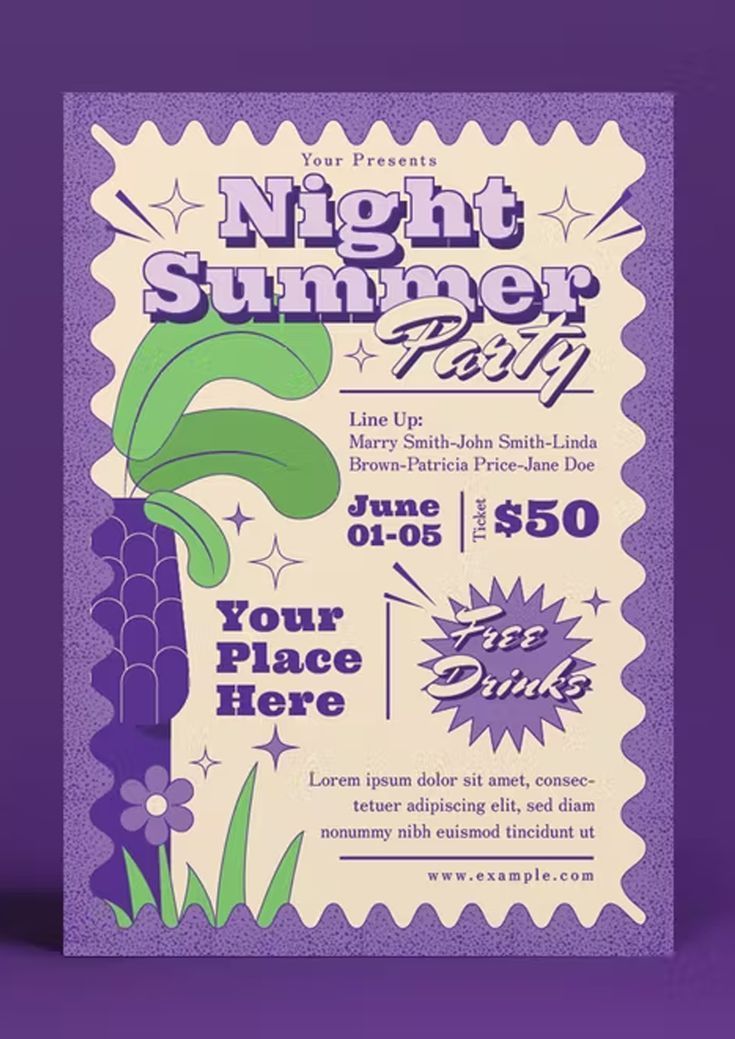 Your Presents
Night
Summer
Party
Line Up:
Marry Smith-John Smith-Linda
Brown-Patricia Price-Jane Doe
June
01-05
Ticket
$50
Your
Place
Here
Free
Drinks
Lorem ipsum dolor sit amet, consec-
tetuer adipiscing elit, sed diam
nonummy nibh euismod tincidunt ut
www.example.com